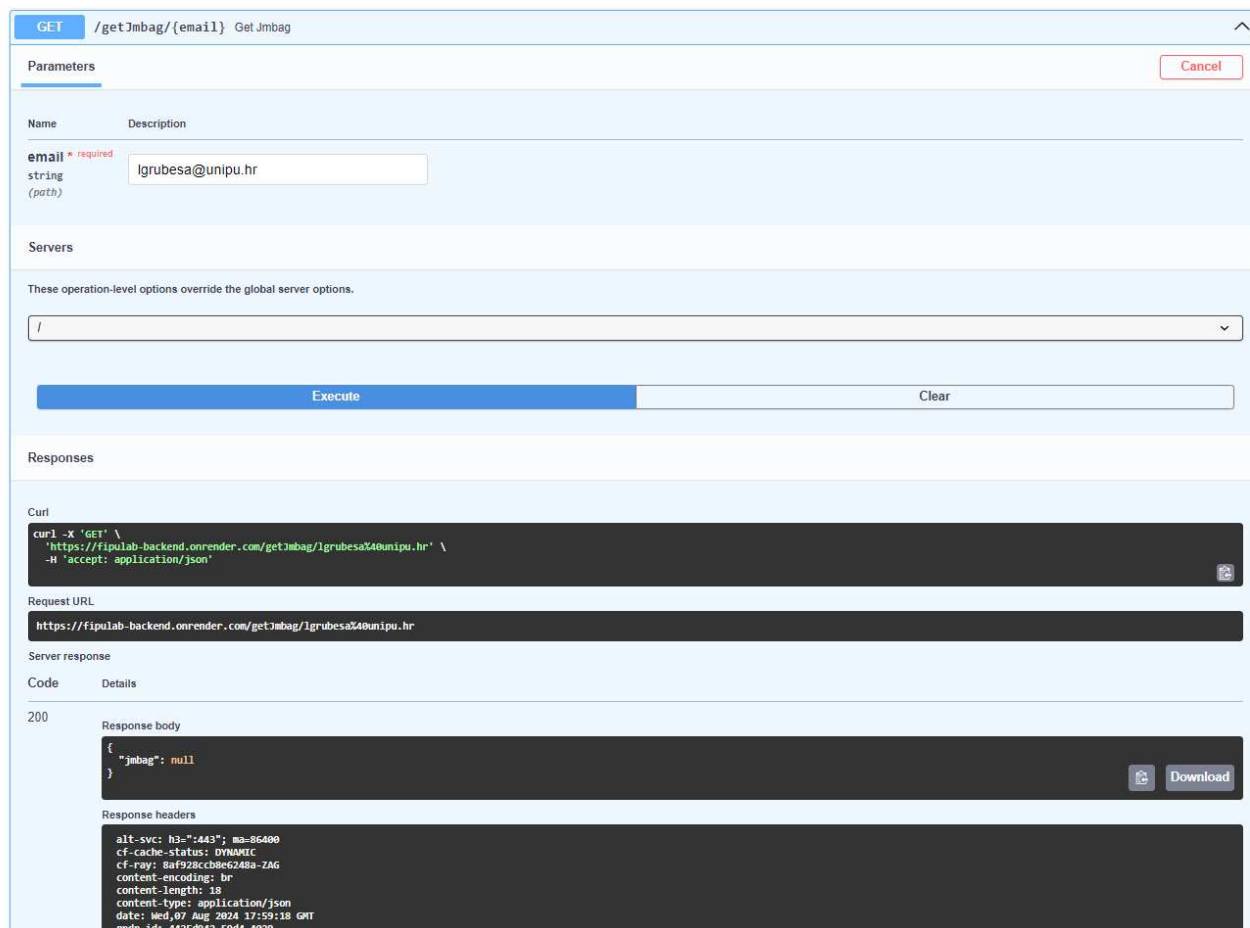 GET /getJmbag/{email} Get Jmbag
Parameters
Cancel
Name Description
email * required
string
(path)
lgrubesa@unipu.hr
Servers
These operation-level options override the global server options.
/
Execute Clear
Responses
Curl
curl -X 'GET' \
'https://fipulab-backend.onrender.com/getJmbag/lgrubesa%40unipu.hr' \
-H 'accept: application/json'
Request URL
https://fipulab-backend.onrender.com/getJmbag/lgrubesa%40unipu.hr
Server response
Code Details
200
Response body
{
"jmbag": null
}
Download
Response headers
alt-svc: h3=":443"; ma=86400
cf-cache-status: DYNAMIC
cf-ray: 8af928ccb8e6248a-ZAG
content-encoding: br
content-length: 18
content-type: application/json
date: Wed,07 Aug 2024 17:59:18 GMT